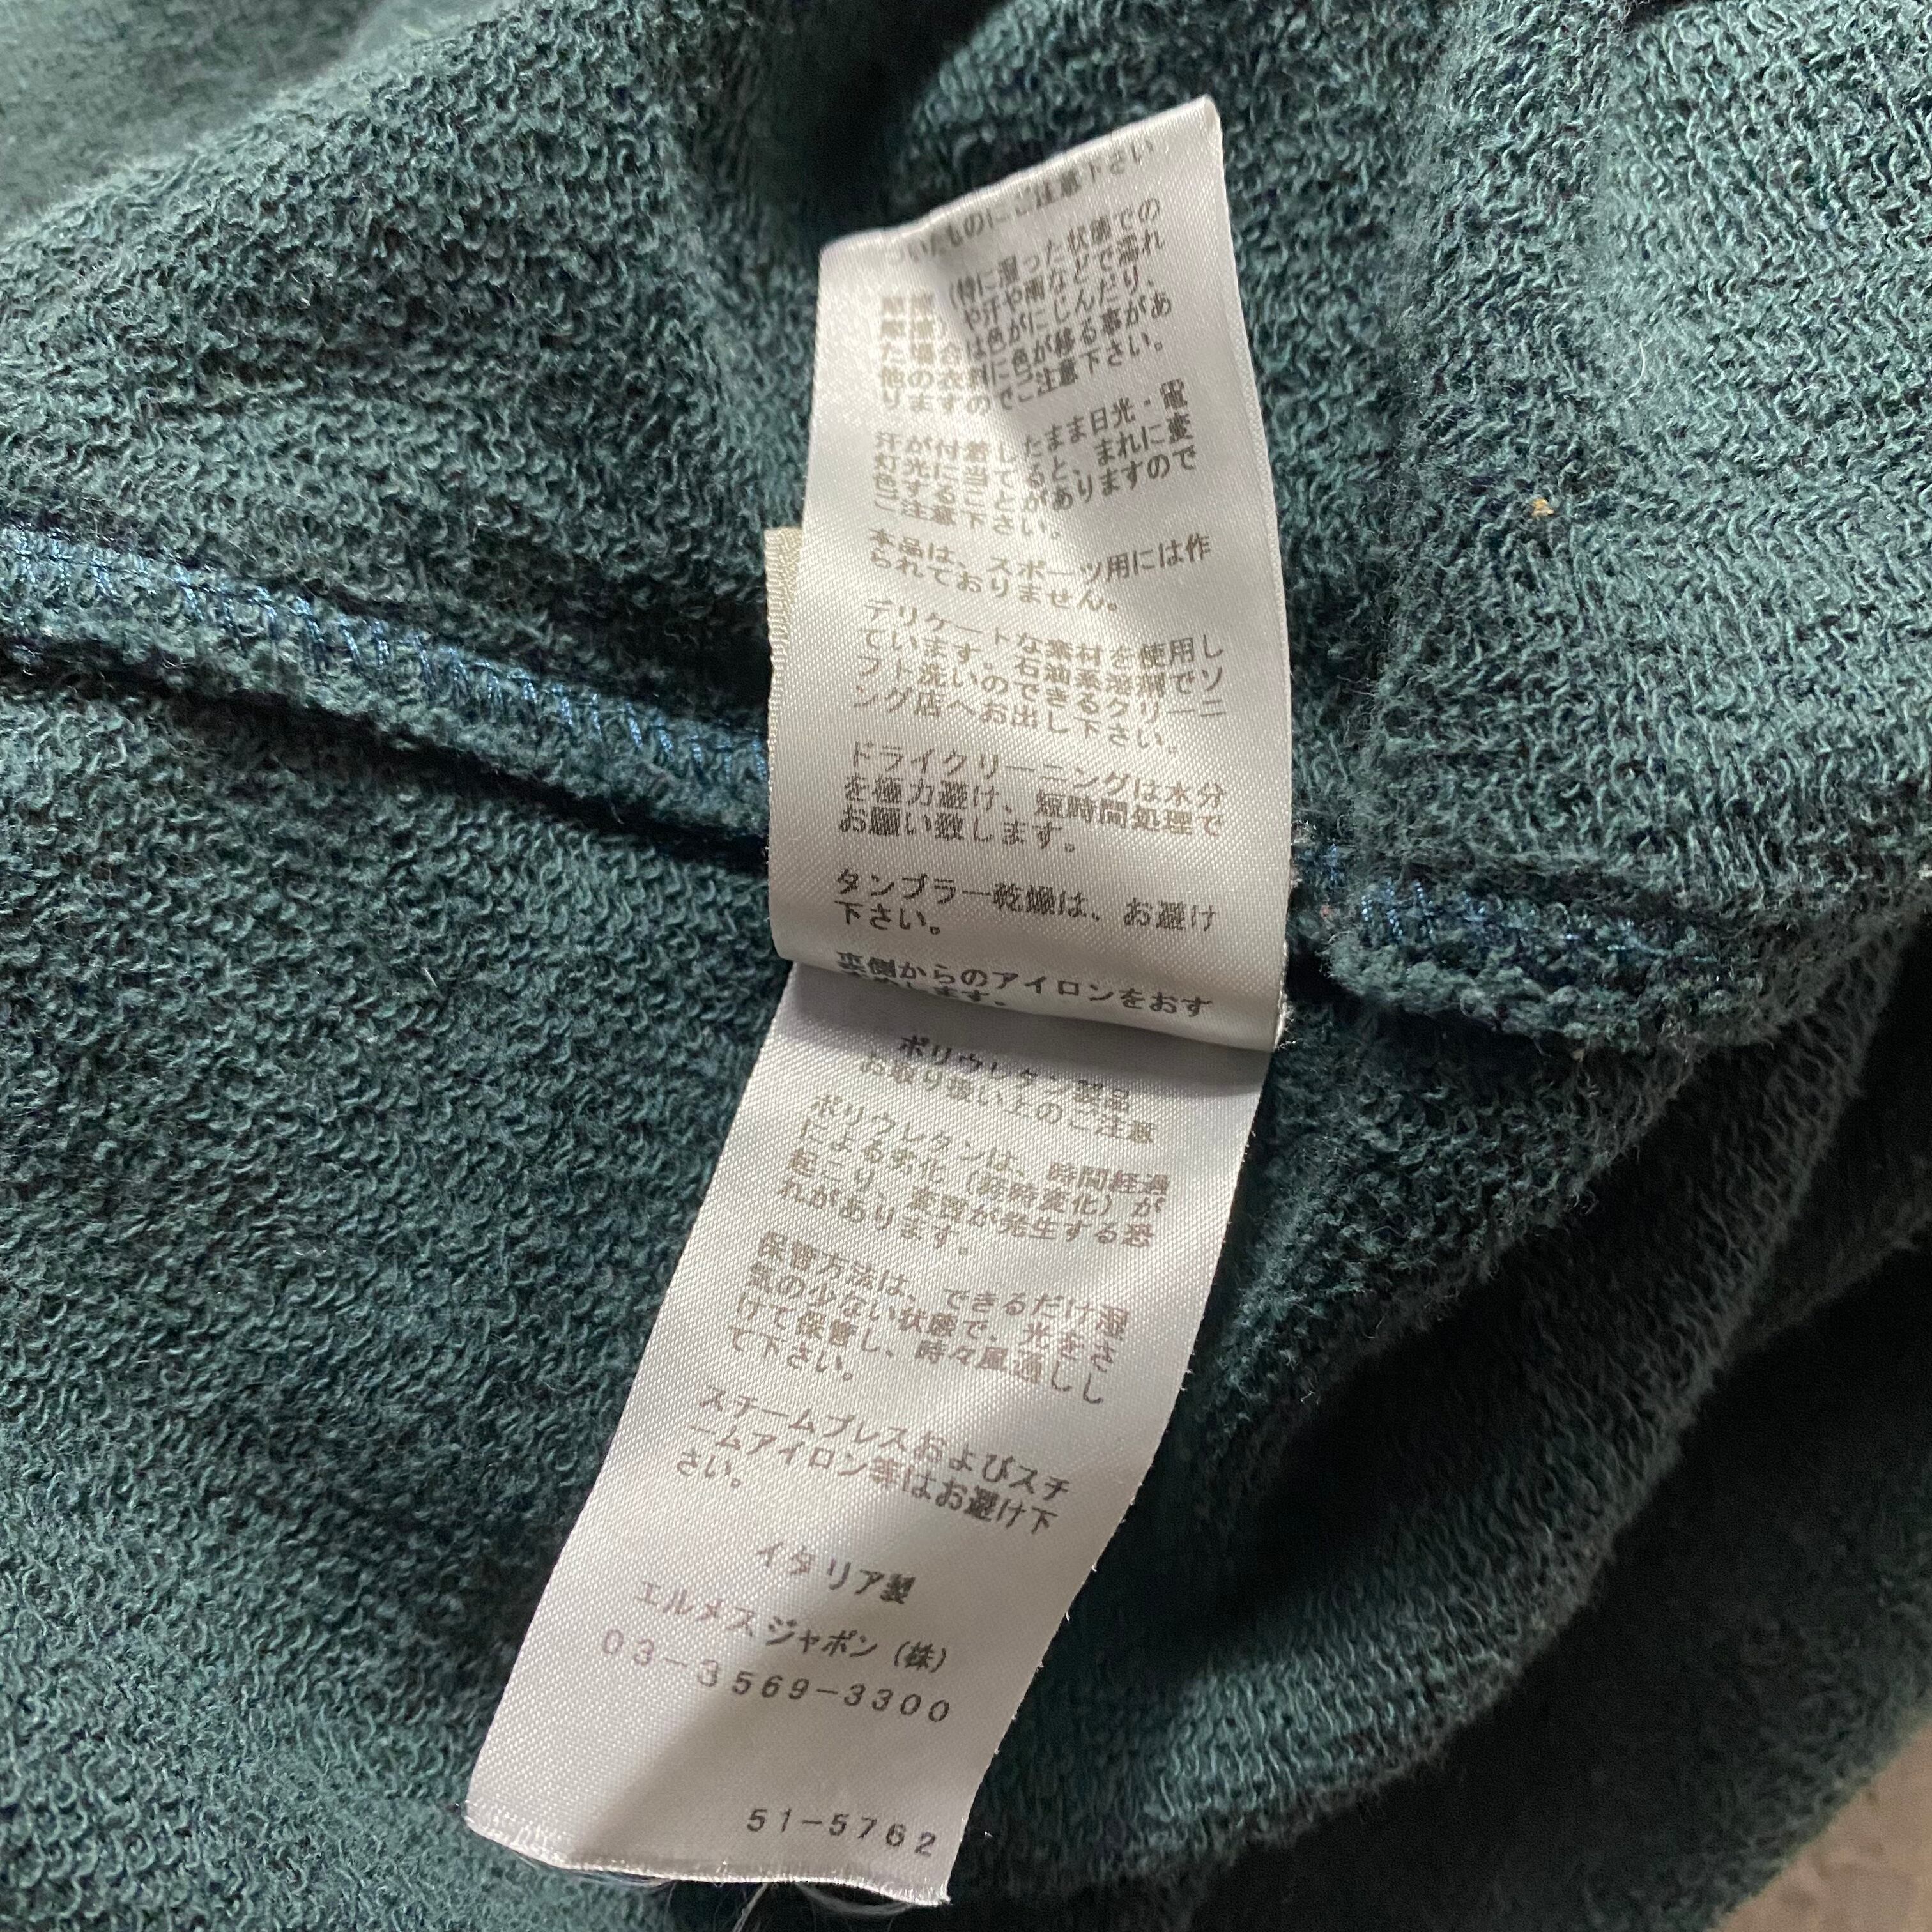 ついたものにご注意下さい
摩擦（特に湿った状態での
や汗や雨などで濡れ
た場合は色がにじんだり、
他の衣料に色が移る事があ
りますのでご注意下さい。
汗が付着したまま日光・電
灯光に当てると、まれに変
色することがありますので
ご注意下さい。
本品は、スポーツ用には作
られておりません。
デリケートな素材を使用し
ています。石油系溶剤でソ
フト洗いのできるクリーニ
ング店へお出し下さい。
ドライクリーニングは水分
を極力避け、短時間処理で
お願い致します。
タンブラー乾燥は、お避け
下さい。
裏側からのアイロンをおす
すめします。
ポリウレタン製品
お取り扱い上のご注意
ポリウレタンは、時間経過
による劣化（経時変化）が
起こり、変質が発生する恐
れがあります。
保管方法は、できるだけ湿
気の少ない状態で、光をさ
けて保管し、時々風通しし
て下さい。
スチームプレスおよびスチ
ームアイロン等はお避け下
さい。
イタリア製
エルメス ジャポン（株）
03-3569-3300
51-5762